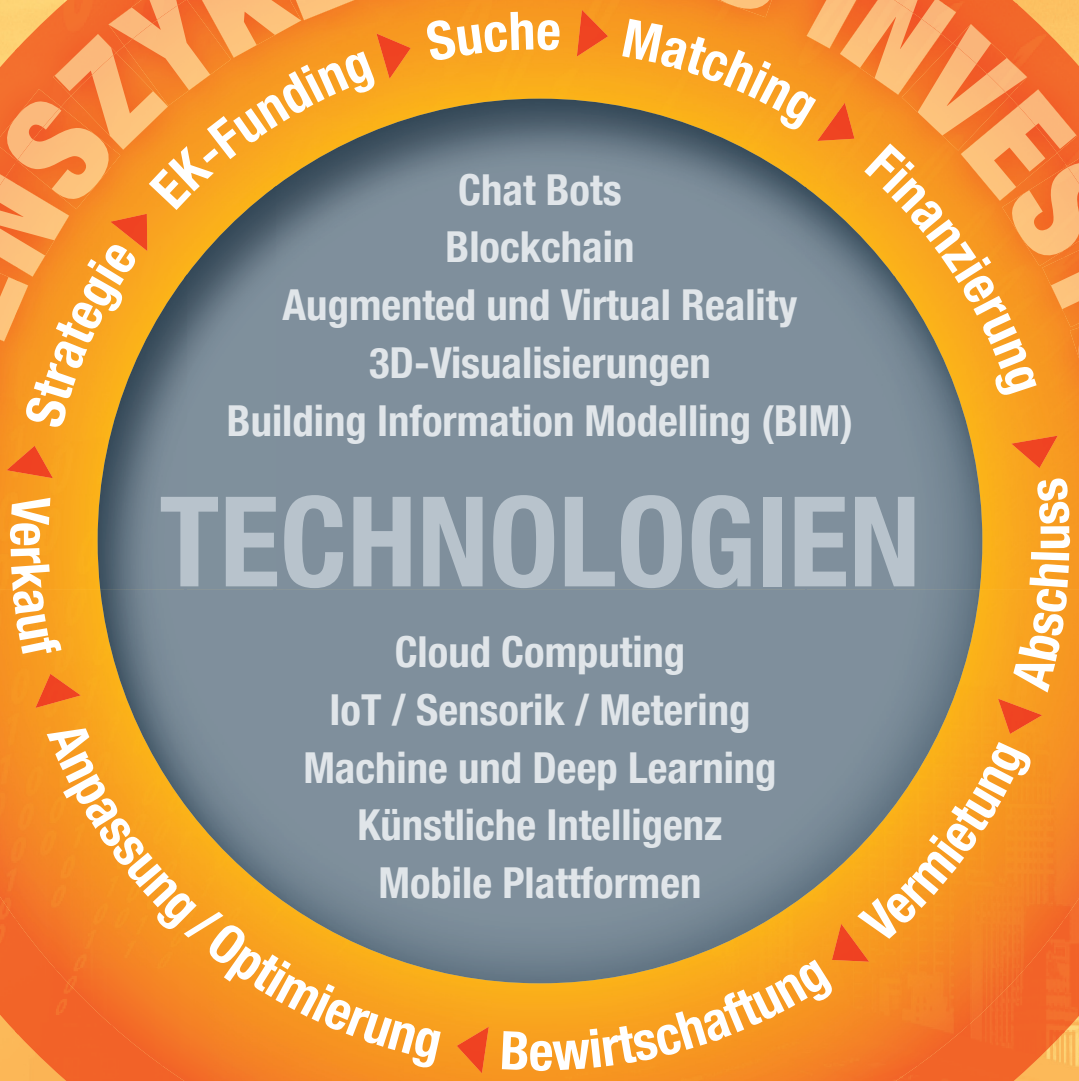 Strategie
EK-Funding
Suche
Matching
Finanzierung
Abschluss
Vermietung
Bewirtschaftung
Anpassung / Optimierung
Verkauf
Chat Bots
Blockchain
Augmented und Virtual Reality
3D-Visualisierungen
Building Information Modelling (BIM)
TECHNOLOGIEN
Cloud Computing
IoT / Sensorik / Metering
Machine und Deep Learning
Künstliche Intelligenz
Mobile Plattformen